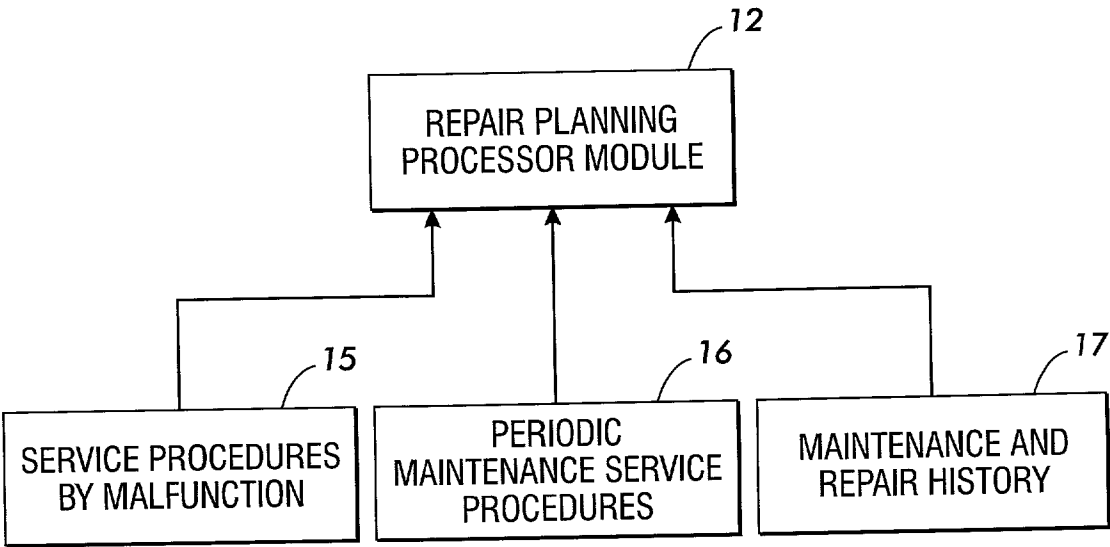 12
REPAIR PLANNING
PROCESSOR MODULE
15
SERVICE PROCEDURES
BY MALFUNCTION
16
PERIODIC
MAINTENANCE SERVICE
PROCEDURES
17
MAINTENANCE AND
REPAIR HISTORY